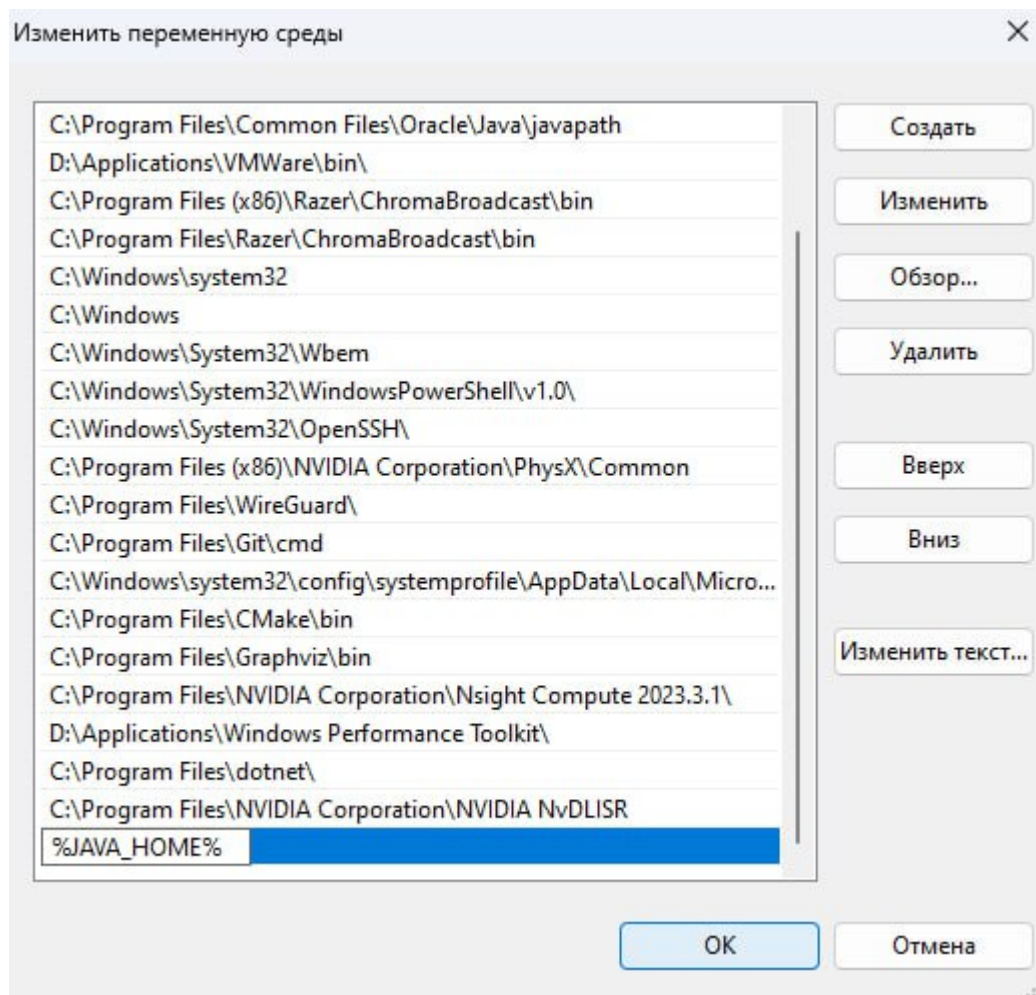 Изменить переменную среды
C:\Program Files\Common Files\Oracle\Java\javapath
D:\Applications\VMWare\bin\
C:\Program Files (x86)\Razer\ChromaBroadcast\bin
C:\Program Files\Razer\ChromaBroadcast\bin
C:\Windows\system32
C:\Windows
C:\Windows\System32\Wbem
C:\Windows\System32\WindowsPowerShell\v1.0\
C:\Windows\System32\OpenSSH\
C:\Program Files (x86)\NVIDIA Corporation\PhysX\Common
C:\Program Files\WireGuard\
C:\Program Files\Git\cmd
C:\Windows\system32\config\systemprofile\AppData\Local\Micro...
C:\Program Files\CMake\bin
C:\Program Files\Graphviz\bin
C:\Program Files\NVIDIA Corporation\Nsight Compute 2023.3.1\
D:\Applications\Windows Performance Toolkit\
C:\Program Files\dotnet\
C:\Program Files\NVIDIA Corporation\NVIDIA NvDLISR
%JAVA_HOME%
Создать
Изменить
Обзор...
Удалить
Вверх
Вниз
Изменить текст...
ОК
Отмена